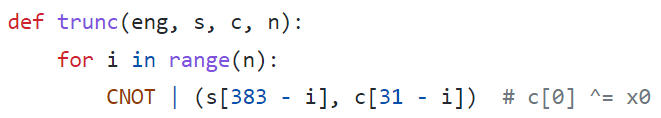 def trunc(eng, s, c, n):
    for i in range(n):
        CNOT | (s[383 - i], c[31 - i])  # c[0] ^= x0